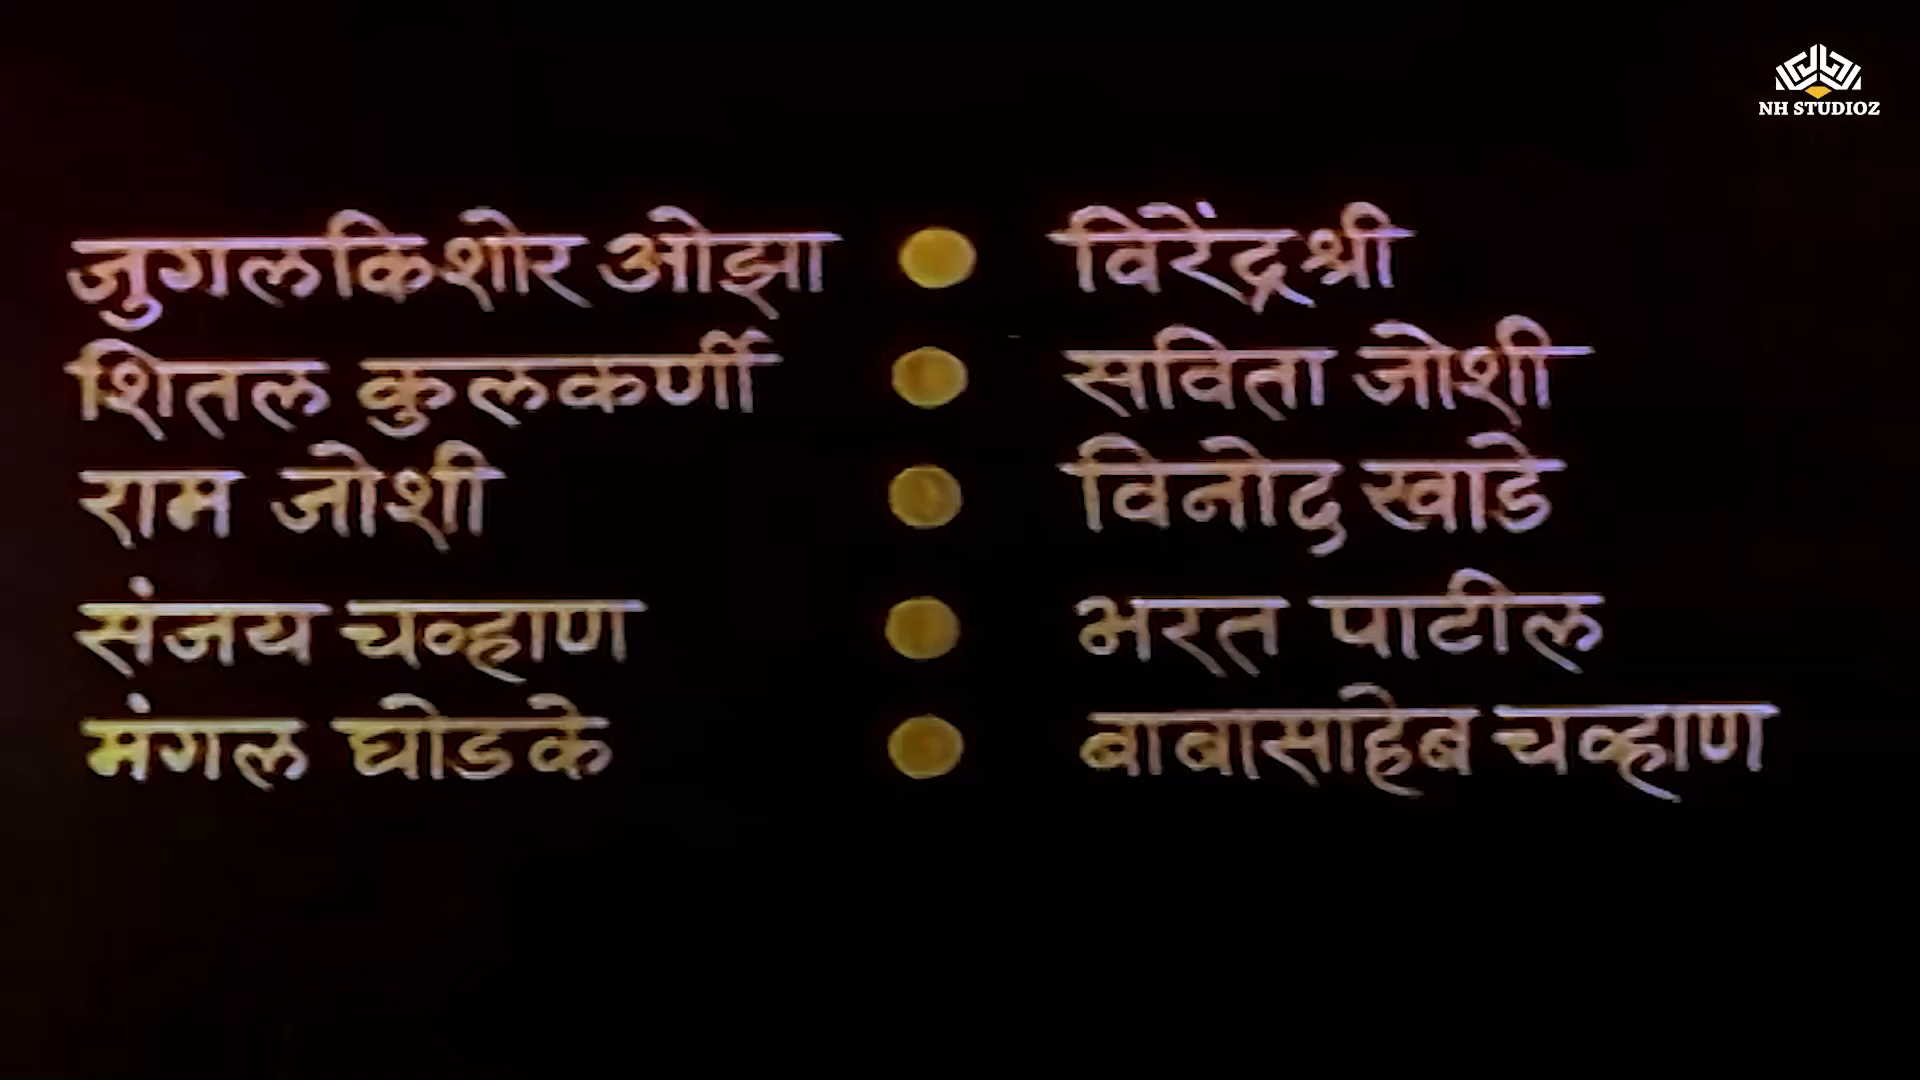 NH STUDIOZ
जुगलकिशोर ओझा ● विरेंद्रश्री
शितल कुलकर्णी ● सविता जोशी
राम जोशी ● विनोद खाडे
संजय चव्हाण ● भरत पाटील
मंगल घोडके ● बाबासाहेब चव्हाण